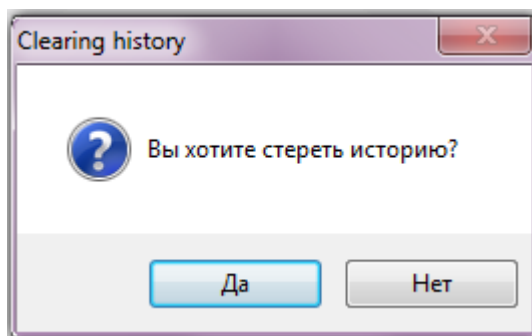 Clearing history
Вы хотите стереть историю?
Да
Нет